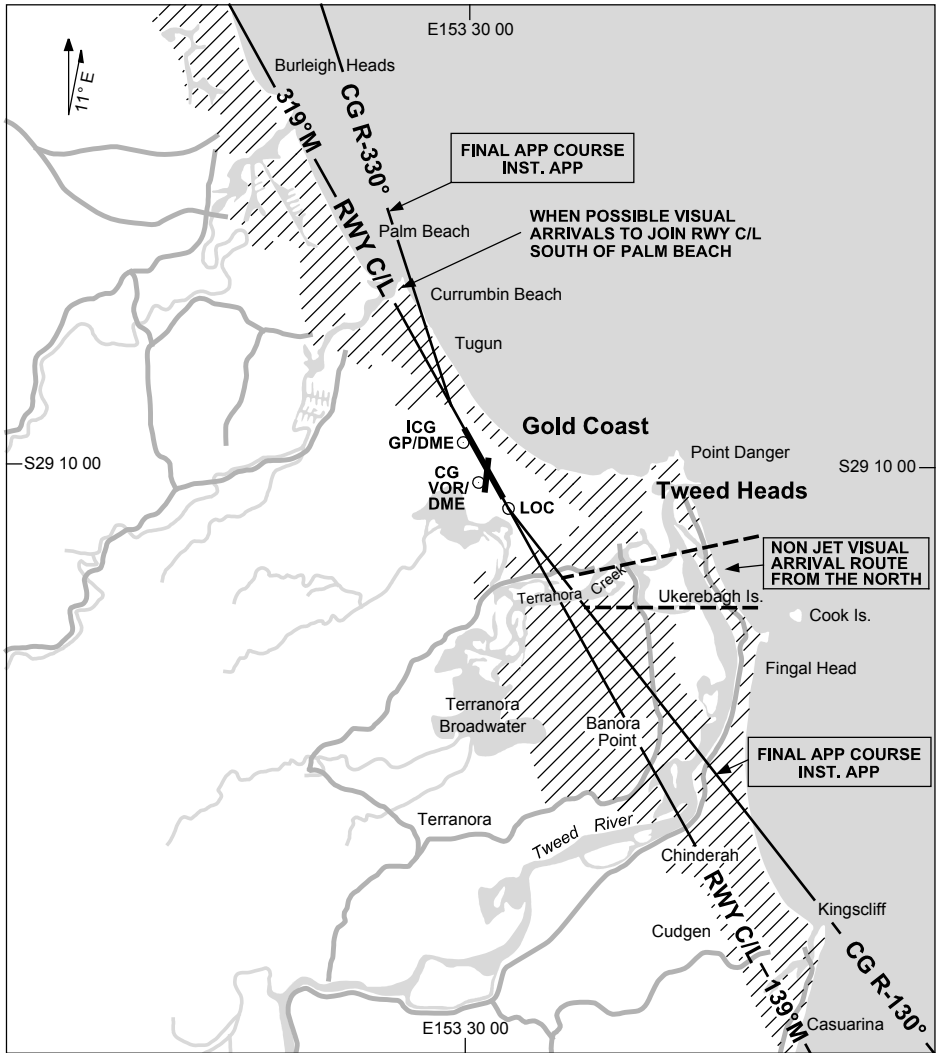 E153 30 00
11° E
Burleigh Heads
319°M
RWY C/L
CG R-330°
FINAL APP COURSE
INST. APP
Palm Beach
WHEN POSSIBLE VISUAL
ARRIVALS TO JOIN RWY C/L
SOUTH OF PALM BEACH
Currumbin Beach
Tugun
Gold Coast
ICG
GP/DME
S29 10 00
S29 10 00
Point Danger
CG
VOR/
DME
Tweed Heads
LOC
NON JET VISUAL
ARRIVAL ROUTE
FROM THE NORTH
Terranora Creek
Ukerebagh Is.
Cook Is.
Fingal Head
Terranora
Broadwater
Banora
Point
FINAL APP COURSE
INST. APP
Terranora
Tweed River
Chinderah
RWY C/L
139°M
Kingscliff
Cudgen
CG R-130°
E153 30 00
Casuarina